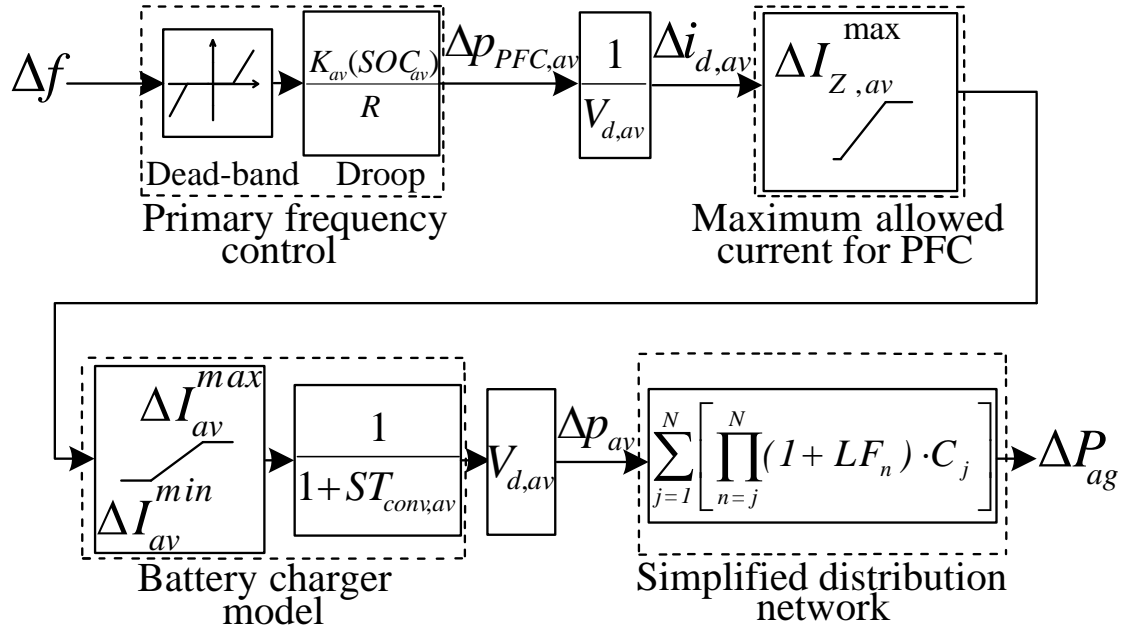 Δf
K_av(SOC_av)
R
Δp_PFC,av
1
V_d,av
Δi_d,av
ΔI_Z,av^max
Dead-band
Droop
Primary frequency
control
Maximum allowed
current for PFC
ΔI_av^max
ΔI_av^min
1
1+ST_conv,av
V_d,av
Δp_av
∑_{j=1}^{N} [ ∏_{n=j}^{N} (1+LF_n)·C_j ]
ΔP_ag
Battery charger
model
Simplified distribution
network